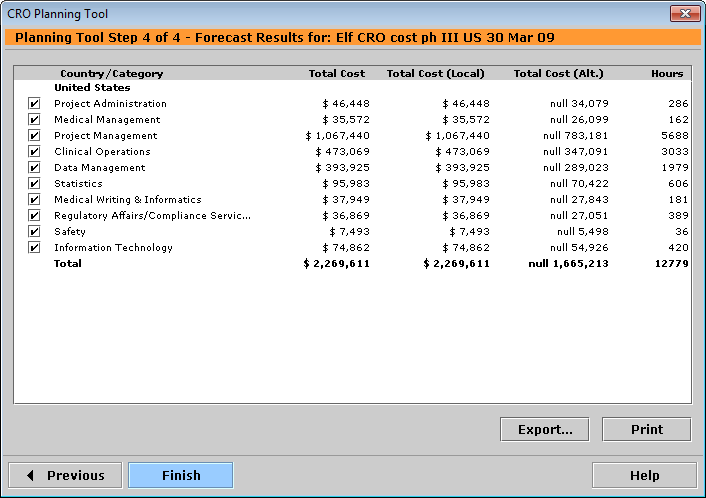 CRO Planning Tool
Planning Tool Step 4 of 4 - Forecast Results for: Elf CRO cost ph III US 30 Mar 09
Country/Category Total Cost Total Cost (Local) Total Cost (Alt.) Hours
United States
Project Administration $ 46,448 $ 46,448 null 34,079 286
Medical Management $ 35,572 $ 35,572 null 26,099 162
Project Management $ 1,067,440 $ 1,067,440 null 783,181 5688
Clinical Operations $ 473,069 $ 473,069 null 347,091 3033
Data Management $ 393,925 $ 393,925 null 289,023 1979
Statistics $ 95,983 $ 95,983 null 70,422 606
Medical Writing & Informatics $ 37,949 $ 37,949 null 27,843 181
Regulatory Affairs/Compliance Servic... $ 36,869 $ 36,869 null 27,051 389
Safety $ 7,493 $ 7,493 null 5,498 36
Information Technology $ 74,862 $ 74,862 null 54,926 420
Total $ 2,269,611 $ 2,269,611 null 1,665,213 12779
Export... Print
Previous Finish Help